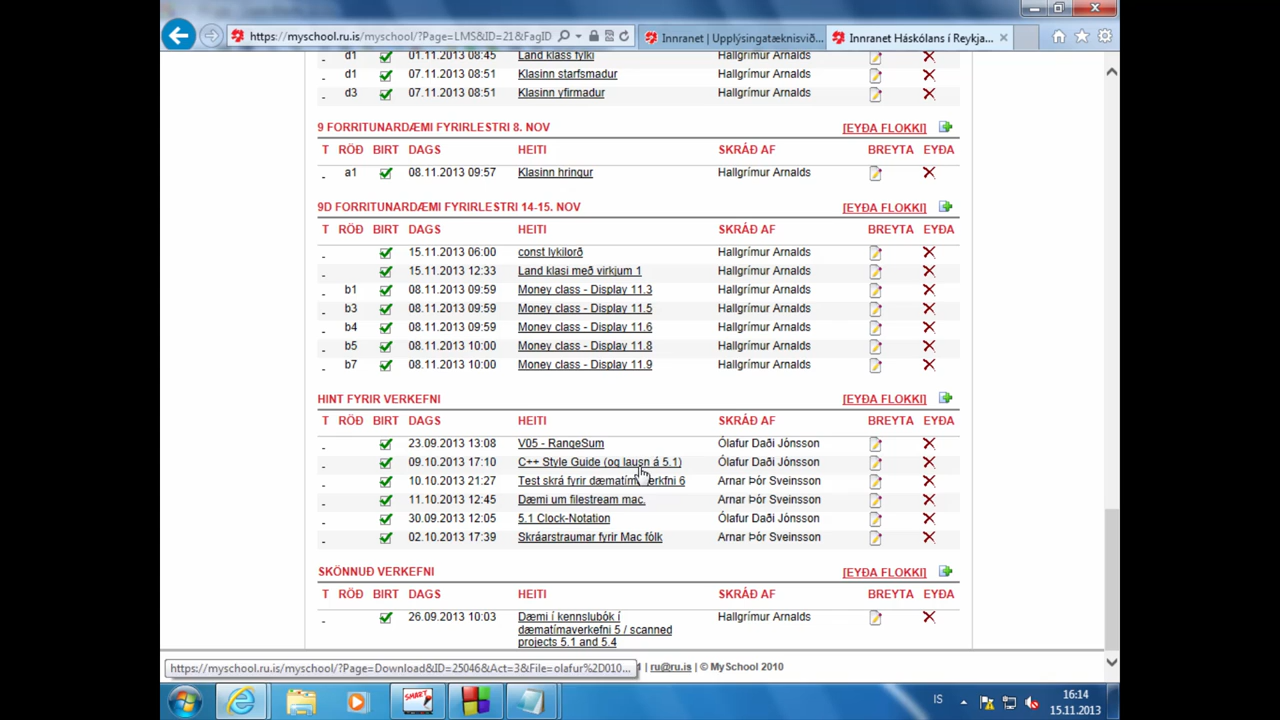 https://myschool.ru.is/myschool/?Page=LMS&ID=21&FagID
Innranet | Upplýsingatæknisvið...
Innranet Háskólans í Reykja...
d1 01.11.2013 08:45 Land klass fylki Hallgrímur Arnalds
d1 07.11.2013 08:51 Klasinn starfsmadur Hallgrímur Arnalds
d3 07.11.2013 08:51 Klasinn yfirmadur Hallgrímur Arnalds
9 FORRITUNARDÆMI FYRIRLESTRI 8. NOV [EYÐA FLOKKI]
T RÖÐ BIRT DAGS HEITI SKRÁÐ AF BREYTA EYÐA
a1 08.11.2013 09:57 Klasinn hringur Hallgrímur Arnalds
9D FORRITUNARDÆMI FYRIRLESTRI 14-15. NOV [EYÐA FLOKKI]
T RÖÐ BIRT DAGS HEITI SKRÁÐ AF BREYTA EYÐA
15.11.2013 06:00 const lykilorð Hallgrímur Arnalds
15.11.2013 12:33 Land klasi með virkjum 1 Hallgrímur Arnalds
b1 08.11.2013 09:59 Money class - Display 11.3 Hallgrímur Arnalds
b3 08.11.2013 09:59 Money class - Display 11.5 Hallgrímur Arnalds
b4 08.11.2013 09:59 Money class - Display 11.6 Hallgrímur Arnalds
b5 08.11.2013 10:00 Money class - Display 11.8 Hallgrímur Arnalds
b7 08.11.2013 10:00 Money class - Display 11.9 Hallgrímur Arnalds
HINT FYRIR VERKEFNI [EYÐA FLOKKI]
T RÖÐ BIRT DAGS HEITI SKRÁÐ AF BREYTA EYÐA
23.09.2013 13:08 V05 - RangeSum Ólafur Daði Jónsson
09.10.2013 17:10 C++ Style Guide (og lausn á 5.1) Ólafur Daði Jónsson
10.10.2013 21:27 Test skrá fyrir dæmatímaverkfni 6 Arnar Þór Sveinsson
11.10.2013 12:45 Dæmi um filestream mac. Arnar Þór Sveinsson
30.09.2013 12:05 5.1 Clock-Notation Ólafur Daði Jónsson
02.10.2013 17:39 Skráarstraumar fyrir Mac fólk Arnar Þór Sveinsson
SKÖNNUÐ VERKEFNI [EYÐA FLOKKI]
T RÖÐ BIRT DAGS HEITI SKRÁÐ AF BREYTA EYÐA
26.09.2013 10:03 Dæmi í kennslubók í Hallgrímur Arnalds
dæmatímaverkefni 5 / scanned
projects 5.1 and 5.4
https://myschool.ru.is/myschool/?Page=Download&ID=25046&Act=3&File=olafur%2D010...
1 | ru@ru.is | © MySchool 2010
SMART
IS
16:14
15.11.2013